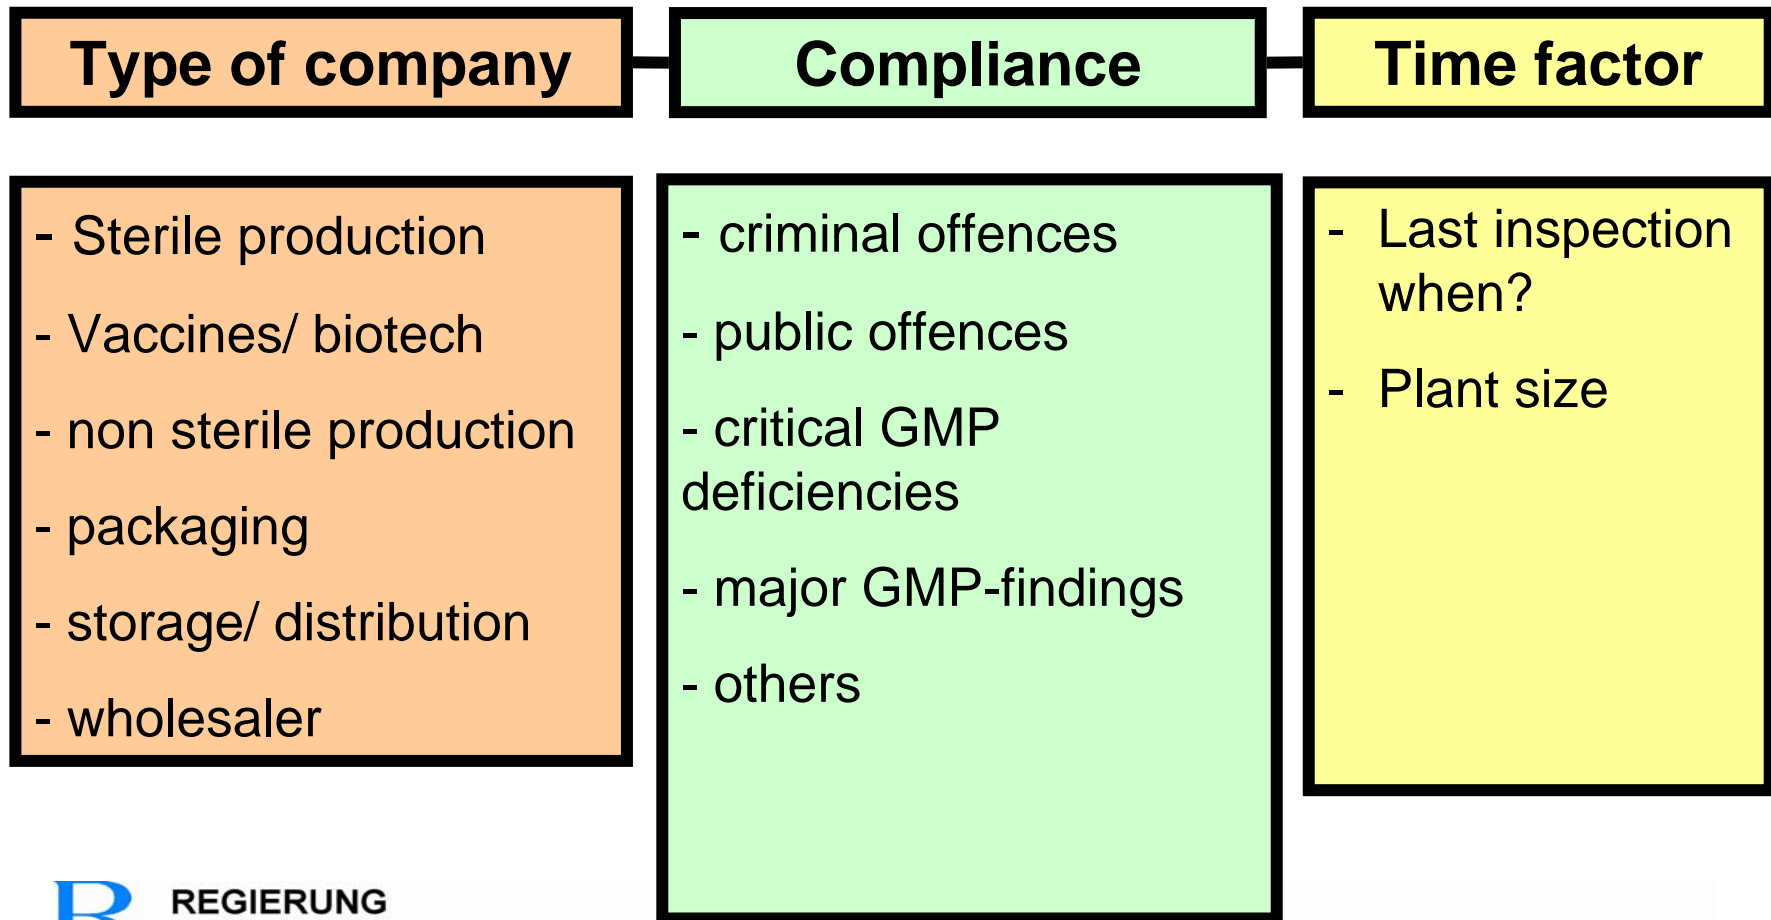 Type of company
Compliance
Time factor
- Sterile production
- Vaccines/ biotech
- non sterile production
- packaging
- storage/ distribution
- wholesaler
- criminal offences
- public offences
- critical GMP
deficiencies
- major GMP-findings
- others
- Last inspection
when?
- Plant size
REGIERUNG